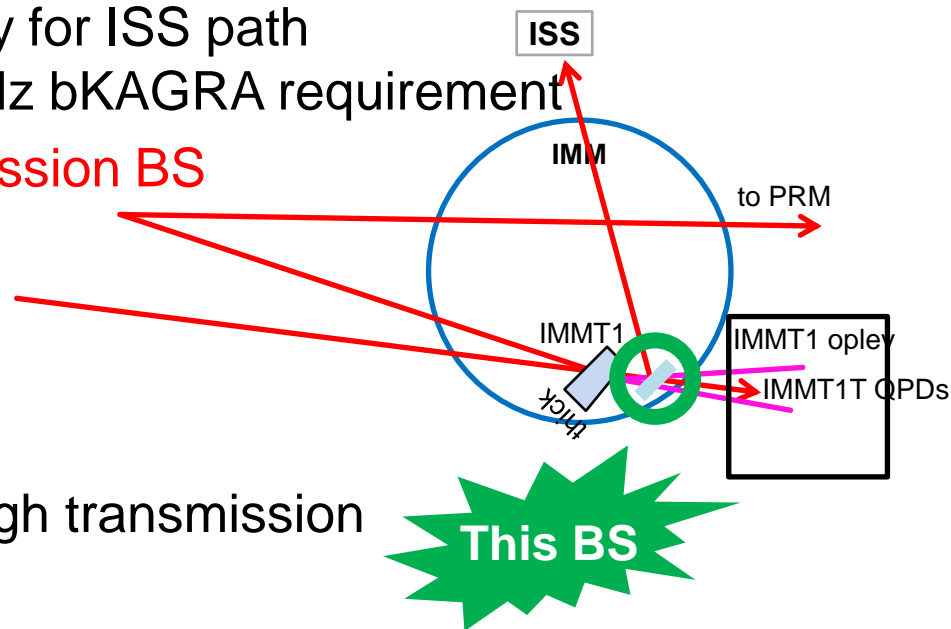 y for ISS path
ISS
Iz bKAGRA requirement
ssion BS
IMM
to PRM
IMMT1
IMMT1 oplev
IMMT1T QPDs
thick
gh transmission
This BS